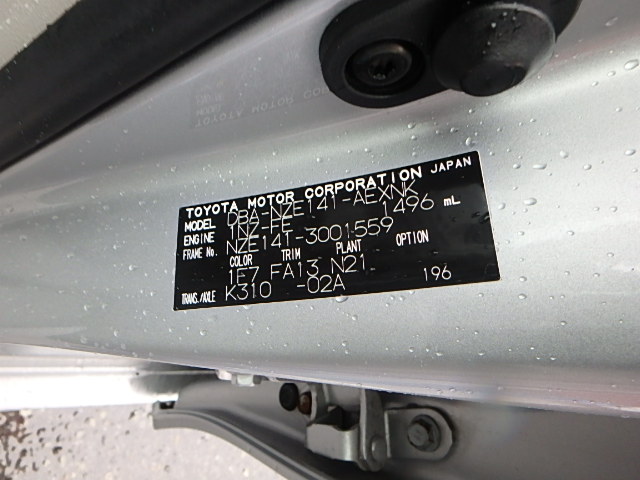 TOYOTA MOTOR CORPORATION JAPAN
MODEL DBA-NZE141-AEXNK
ENGINE 1NZ-FE 1496 mL
FRAME No. NZE141-3001559
COLOR TRIM PLANT OPTION
1F7 FA13 N21
TRANS./AXLE K310 -02A 196